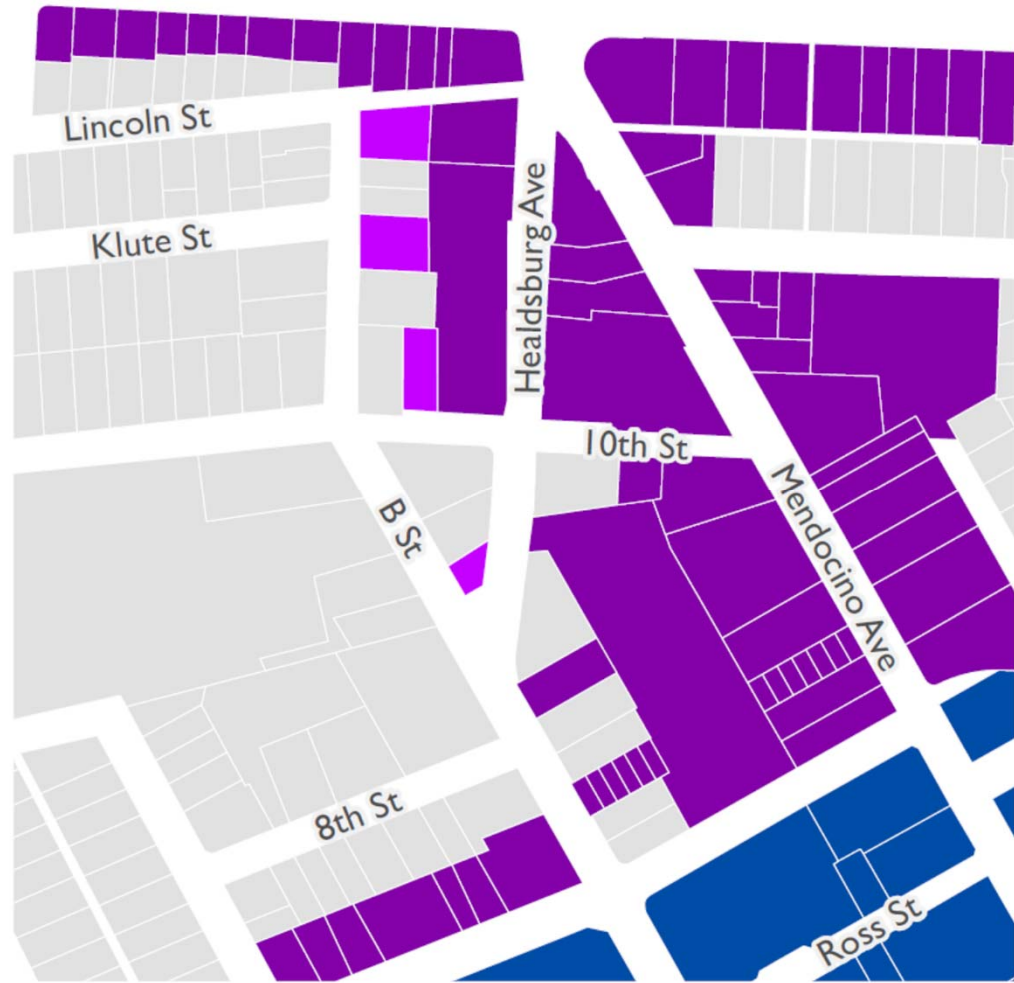 Lincoln St
Klute St
Healdsburg Ave
10th St
B St
Mendocino Ave
8th St
Ross St